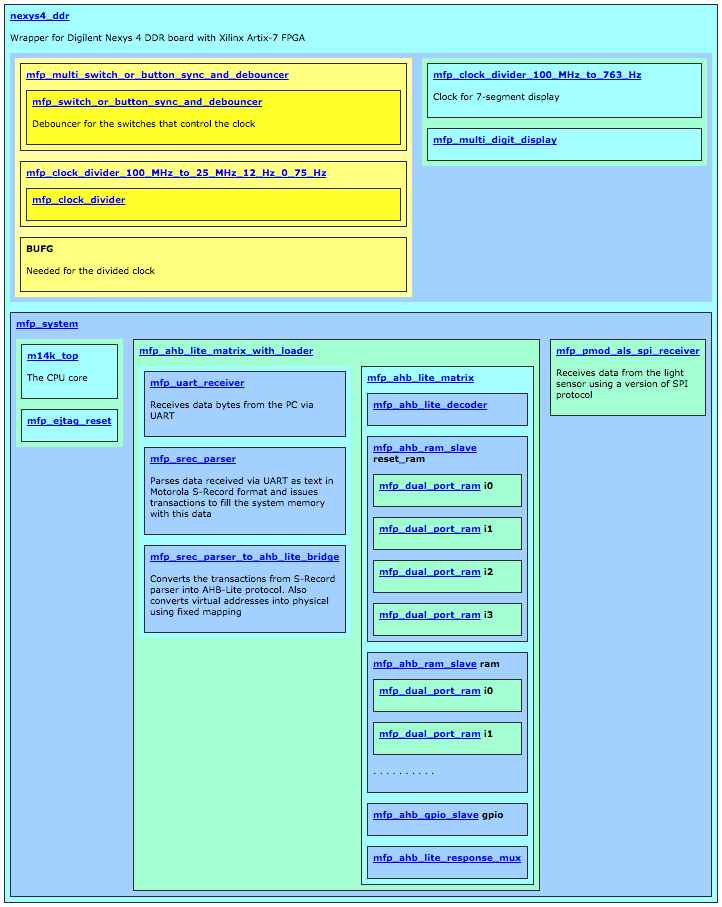 nexys4_ddr
Wrapper for Digilent Nexys 4 DDR board with Xilinx Artix-7 FPGA
mfp_multi_switch_or_button_sync_and_debouncer
mfp_switch_or_button_sync_and_debouncer
Debouncer for the switches that control the clock
mfp_clock_divider_100_MHz_to_25_MHz_12_Hz_0_75_Hz
mfp_clock_divider
BUFG
Needed for the divided clock
mfp_clock_divider_100_MHz_to_763_Hz
Clock for 7-segment display
mfp_multi_digit_display
mfp_system
m14k_top
The CPU core
mfp_ejtag_reset
mfp_ahb_lite_matrix_with_loader
mfp_uart_receiver
Receives data bytes from the PC via
UART
mfp_srec_parser
Parses data received via UART as text in
Motorola S-Record format and issues
transactions to fill the system memory
with this data
mfp_srec_parser_to_ahb_lite_bridge
Converts the transactions from S-Record
parser into AHB-Lite protocol. Also
converts virtual addresses into physical
using fixed mapping
mfp_ahb_lite_matrix
mfp_ahb_lite_decoder
mfp_ahb_ram_slave
reset_ram
mfp_dual_port_ram i0
mfp_dual_port_ram i1
mfp_dual_port_ram i2
mfp_dual_port_ram i3
mfp_ahb_ram_slave ram
mfp_dual_port_ram i0
mfp_dual_port_ram i1
. . . . . . . . . .
mfp_ahb_gpio_slave gpio
mfp_ahb_lite_response_mux
mfp_pmod_als_spi_receiver
Receives data from the light
sensor using a version of SPI
protocol